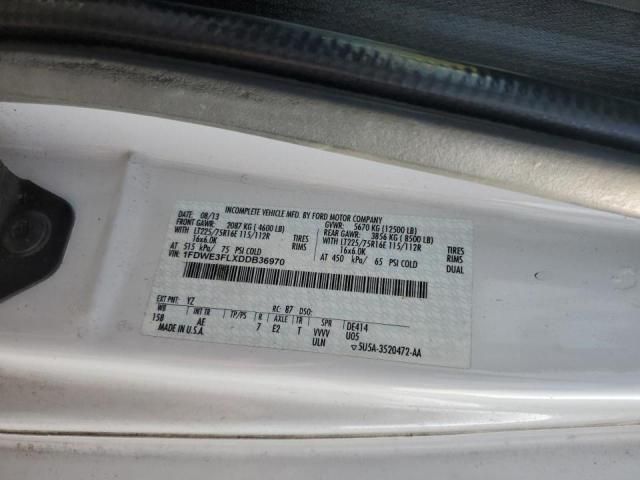 INCOMPLETE VEHICLE MFD. BY FORD MOTOR COMPANY
DATE: 08/13 GVWR: 5670 KG (12500 LB)
FRONT GAWR: 2087 KG ( 4600 LB) REAR GAWR: 3856 KG ( 8500 LB)
WITH LT225/75R16E 115/112R TIRES WITH LT225/75R16E 115/112R TIRES
16x6.0K RIMS 16x6.0K RIMS
AT 515 kPa/ 75 PSI COLD AT 450 kPa/ 65 PSI COLD
VIN: 1FDWE3FLXDDB36970
EXT PNT: YZ RC: 87 DSO:
WB TP/PS R AXLE TR SPR DE414
158 AE 7 E2 T VVVV U05
MADE IN U.S.A. ULN ▽5U5A-3520472-AA